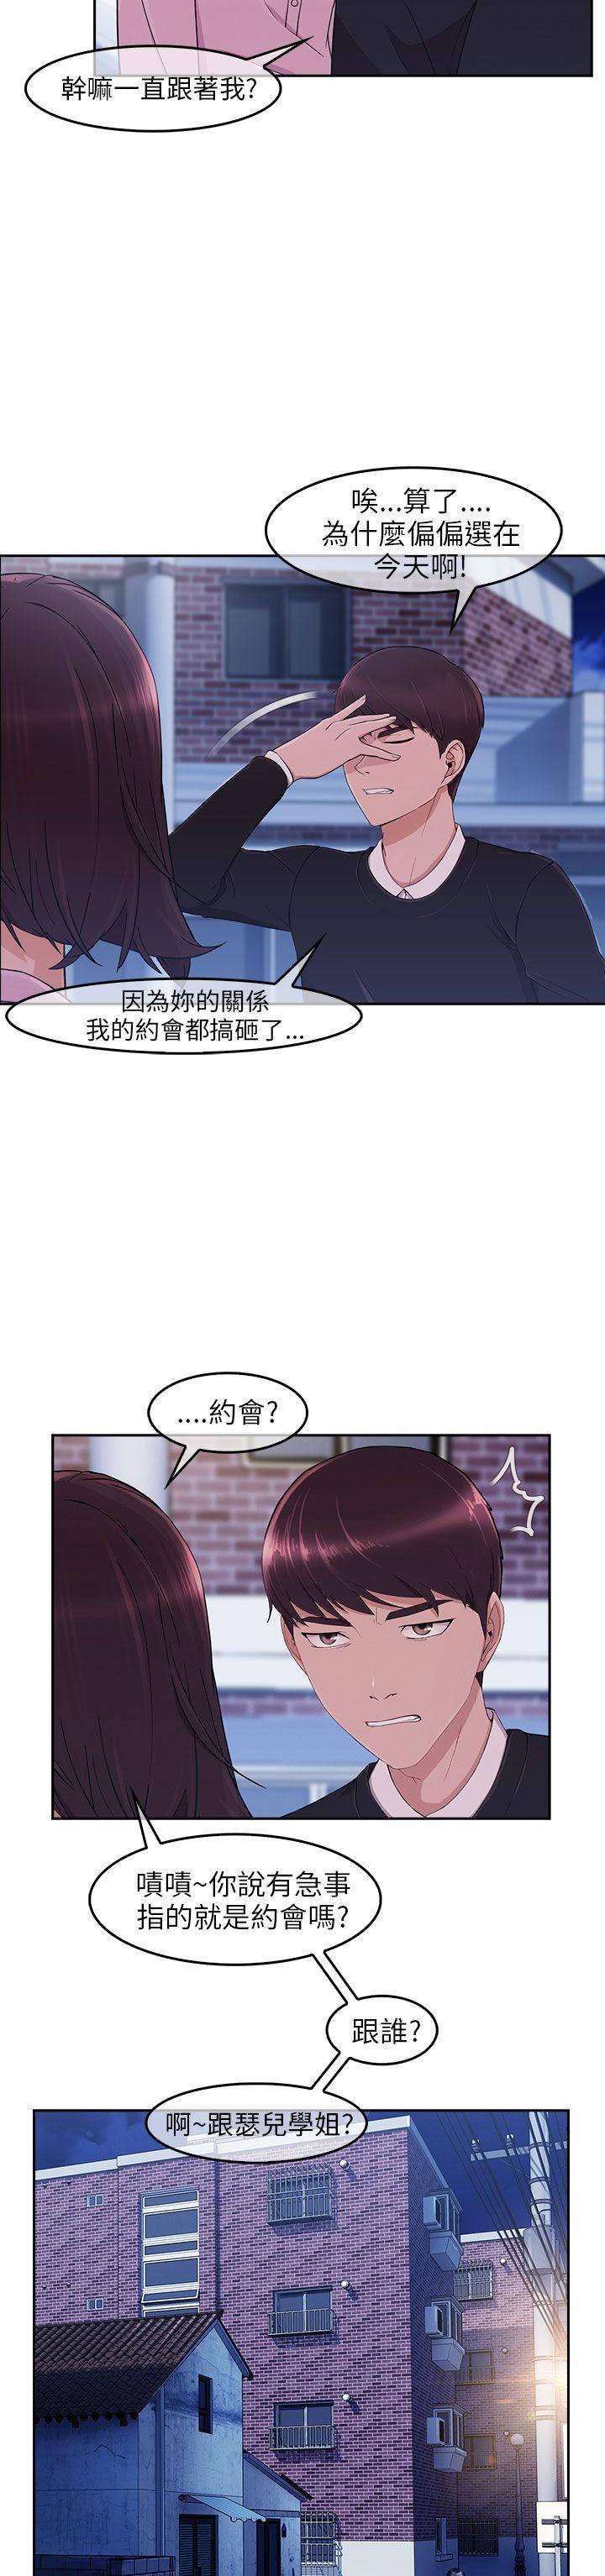 幹嘛一直跟著我?
唉...算了....
為什麼偏偏選在
今天啊!
因為妳的關係
我的約會都搞砸了...
....約會?
嘖嘖~你說有急事
指的就是約會嗎?
跟誰?
啊~跟瑟兒學姐?